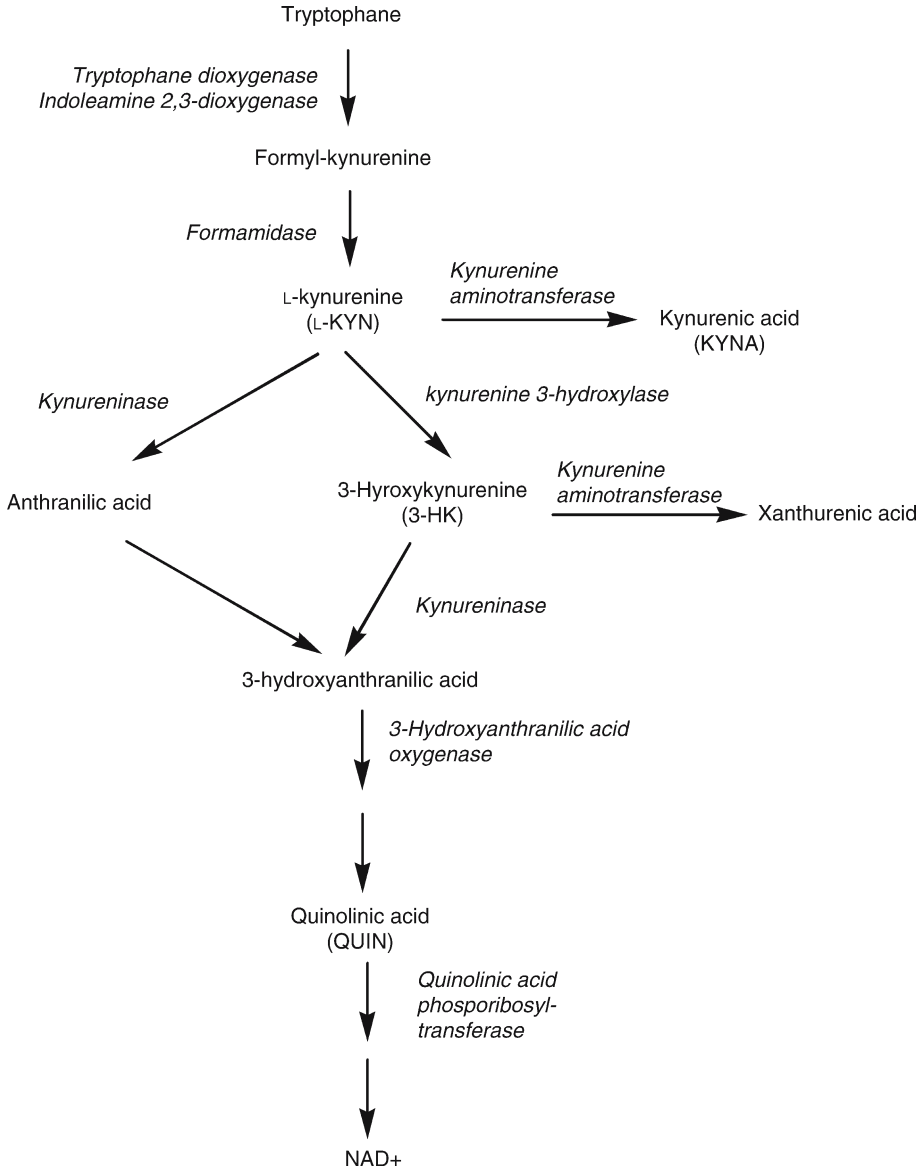 Tryptophane
Tryptophane dioxygenase
Indoleamine 2,3-dioxygenase
Formyl-kynurenine
Formamidase
L-kynurenine
(L-KYN)
Kynurenine
aminotransferase
Kynurenic acid
(KYNA)
Kynureninase
kynurenine 3-hydroxylase
Anthranilic acid
3-Hyroxykynurenine
(3-HK)
Kynurenine
aminotransferase
Xanthurenic acid
Kynureninase
3-hydroxyanthranilic acid
3-Hydroxyanthranilic acid
oxygenase
Quinolinic acid
(QUIN)
Quinolinic acid
phosporibosyl-
transferase
NAD+